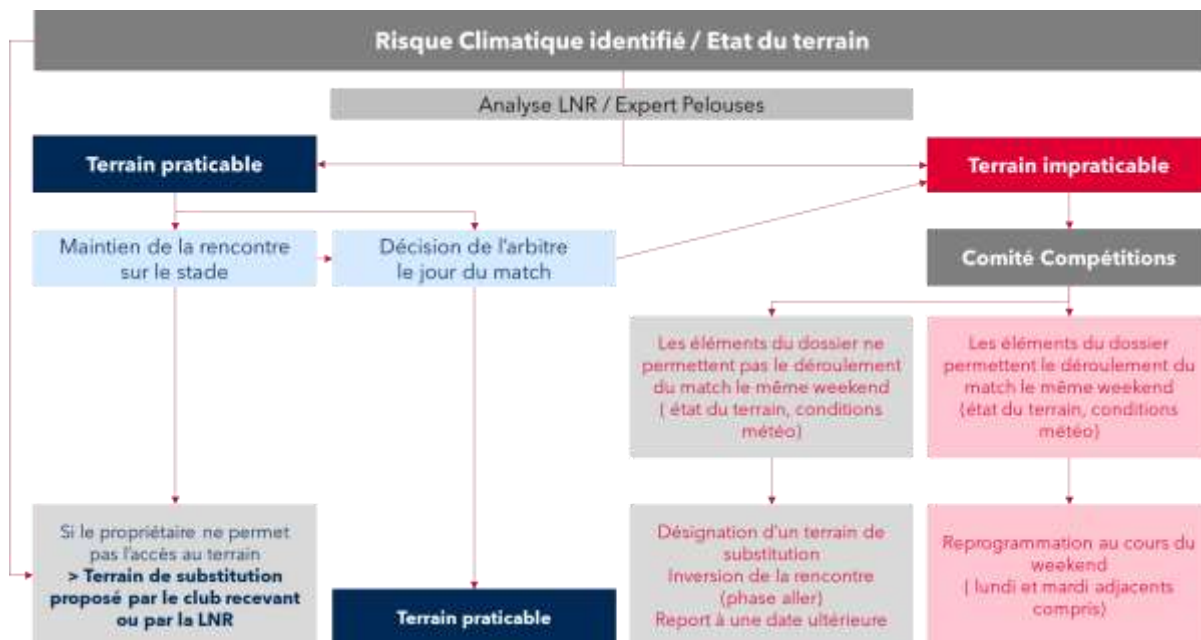 Risque Climatique identifié / Etat du terrain
Analyse LNR / Expert Pelouses
Terrain praticable
Terrain impraticable
Maintien de la rencontre
sur le stade
Décision de l'arbitre
le jour du match
Comité Compétitions
Les éléments du dossier ne
permettent pas le déroulement
du match le même weekend
( état du terrain, conditions
météo)
Les éléments du dossier
permettent le déroulement du
match le même weekend
(état du terrain, conditions
météo)
Si le propriétaire ne permet
pas l'accès au terrain
> Terrain de substitution
proposé par le club recevant
ou par la LNR
Terrain praticable
Désignation d'un terrain de
substitution
Inversion de la rencontre
(phase aller)
Report à une date ultérieure
Reprogrammation au cours du
weekend
( lundi et mardi adjacents
compris)